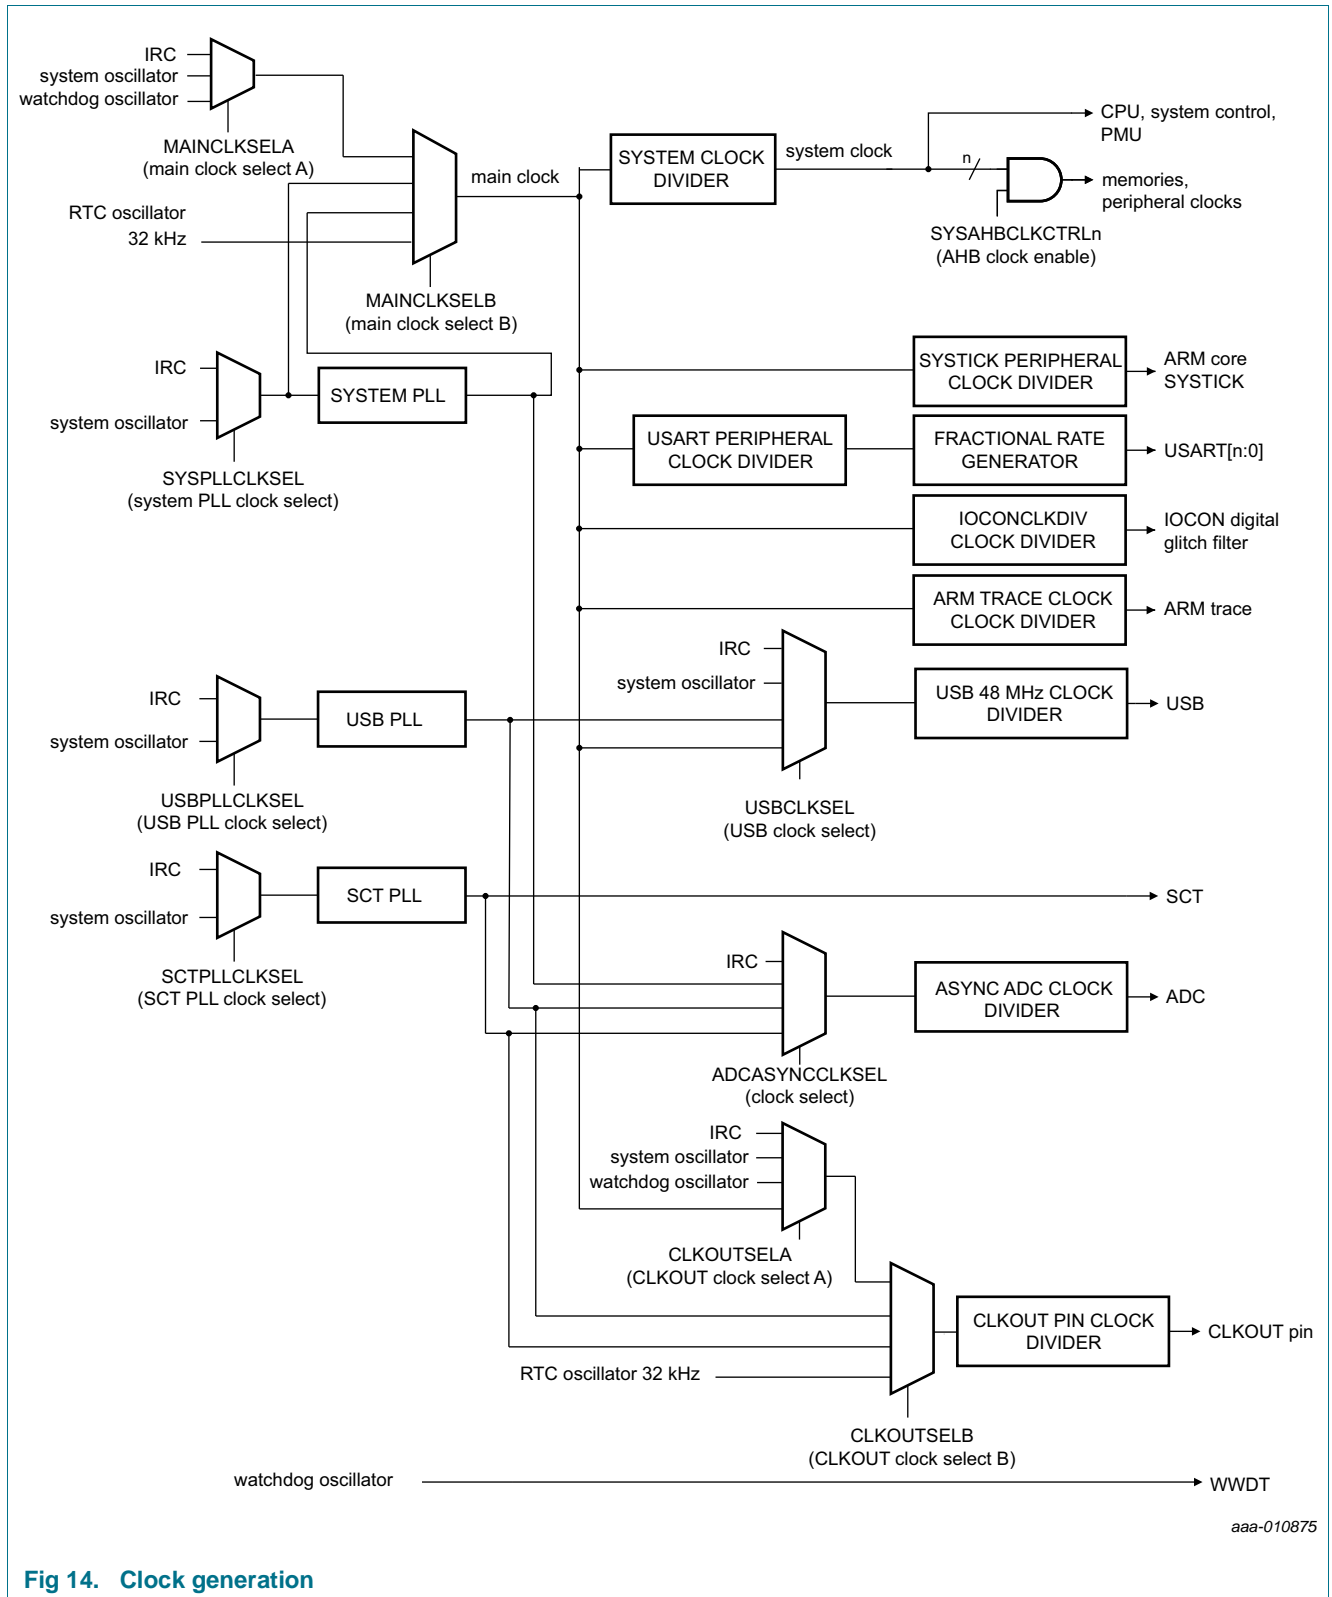 IRC
system oscillator
watchdog oscillator
MAINCLKSELA
(main clock select A)
RTC oscillator
32 kHz
MAINCLKSELB
(main clock select B)
main clock
SYSTEM CLOCK
DIVIDER
system clock
CPU, system control,
PMU
n
memories,
peripheral clocks
SYSAHBCLKCTRLn
(AHB clock enable)
IRC
system oscillator
SYSPLLCLKSEL
(system PLL clock select)
SYSTEM PLL
SYSTICK PERIPHERAL
CLOCK DIVIDER
ARM core
SYSTICK
USART PERIPHERAL
CLOCK DIVIDER
FRACTIONAL RATE
GENERATOR
USART[n:0]
IOCONCLKDIV
CLOCK DIVIDER
IOCON digital
glitch filter
ARM TRACE CLOCK
CLOCK DIVIDER
ARM trace
IRC
system oscillator
USBPLLCLKSEL
(USB PLL clock select)
USB PLL
IRC
system oscillator
USBCLKSEL
(USB clock select)
USB 48 MHz CLOCK
DIVIDER
USB
IRC
system oscillator
SCTPLLCLKSEL
(SCT PLL clock select)
SCT PLL
SCT
IRC
ADCASYNCCLKSEL
(clock select)
ASYNC ADC CLOCK
DIVIDER
ADC
IRC
system oscillator
watchdog oscillator
CLKOUTSELA
(CLKOUT clock select A)
RTC oscillator 32 kHz
CLKOUTSELB
(CLKOUT clock select B)
CLKOUT PIN CLOCK
DIVIDER
CLKOUT pin
watchdog oscillator
WWDT
aaa-010875
Fig 14. Clock generation